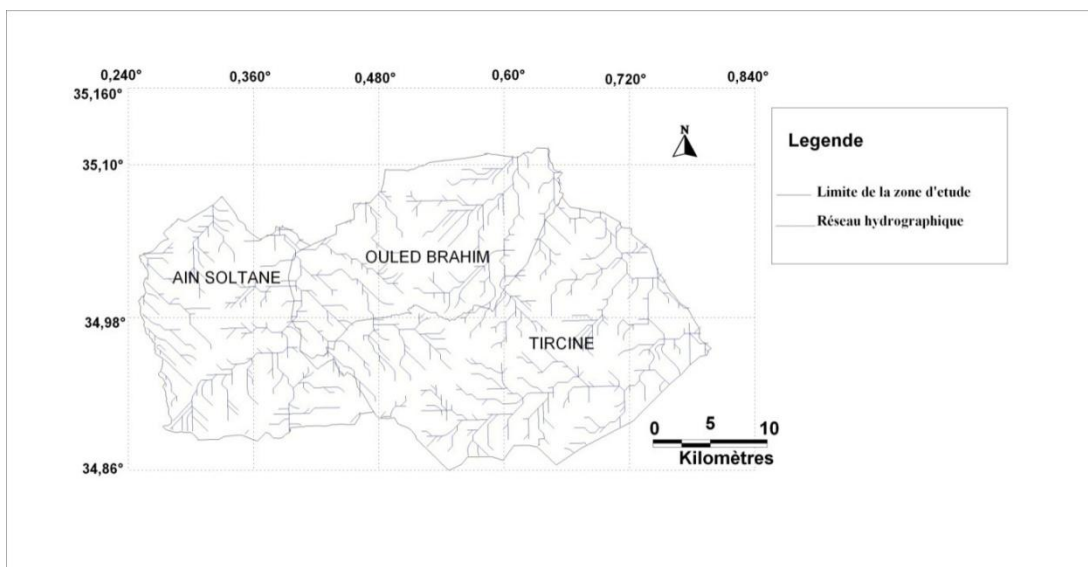 0,240° 0,360° 0,480° 0,60° 0,720° 0,840°
35,160°
N
Legende
35,10°
Limite de la zone d'etude
Réseau hydrographique
OULED BRAHIM
AIN SOLTANE
34,98°
TIRCINE
0 5 10
Kilomètres
34,86°